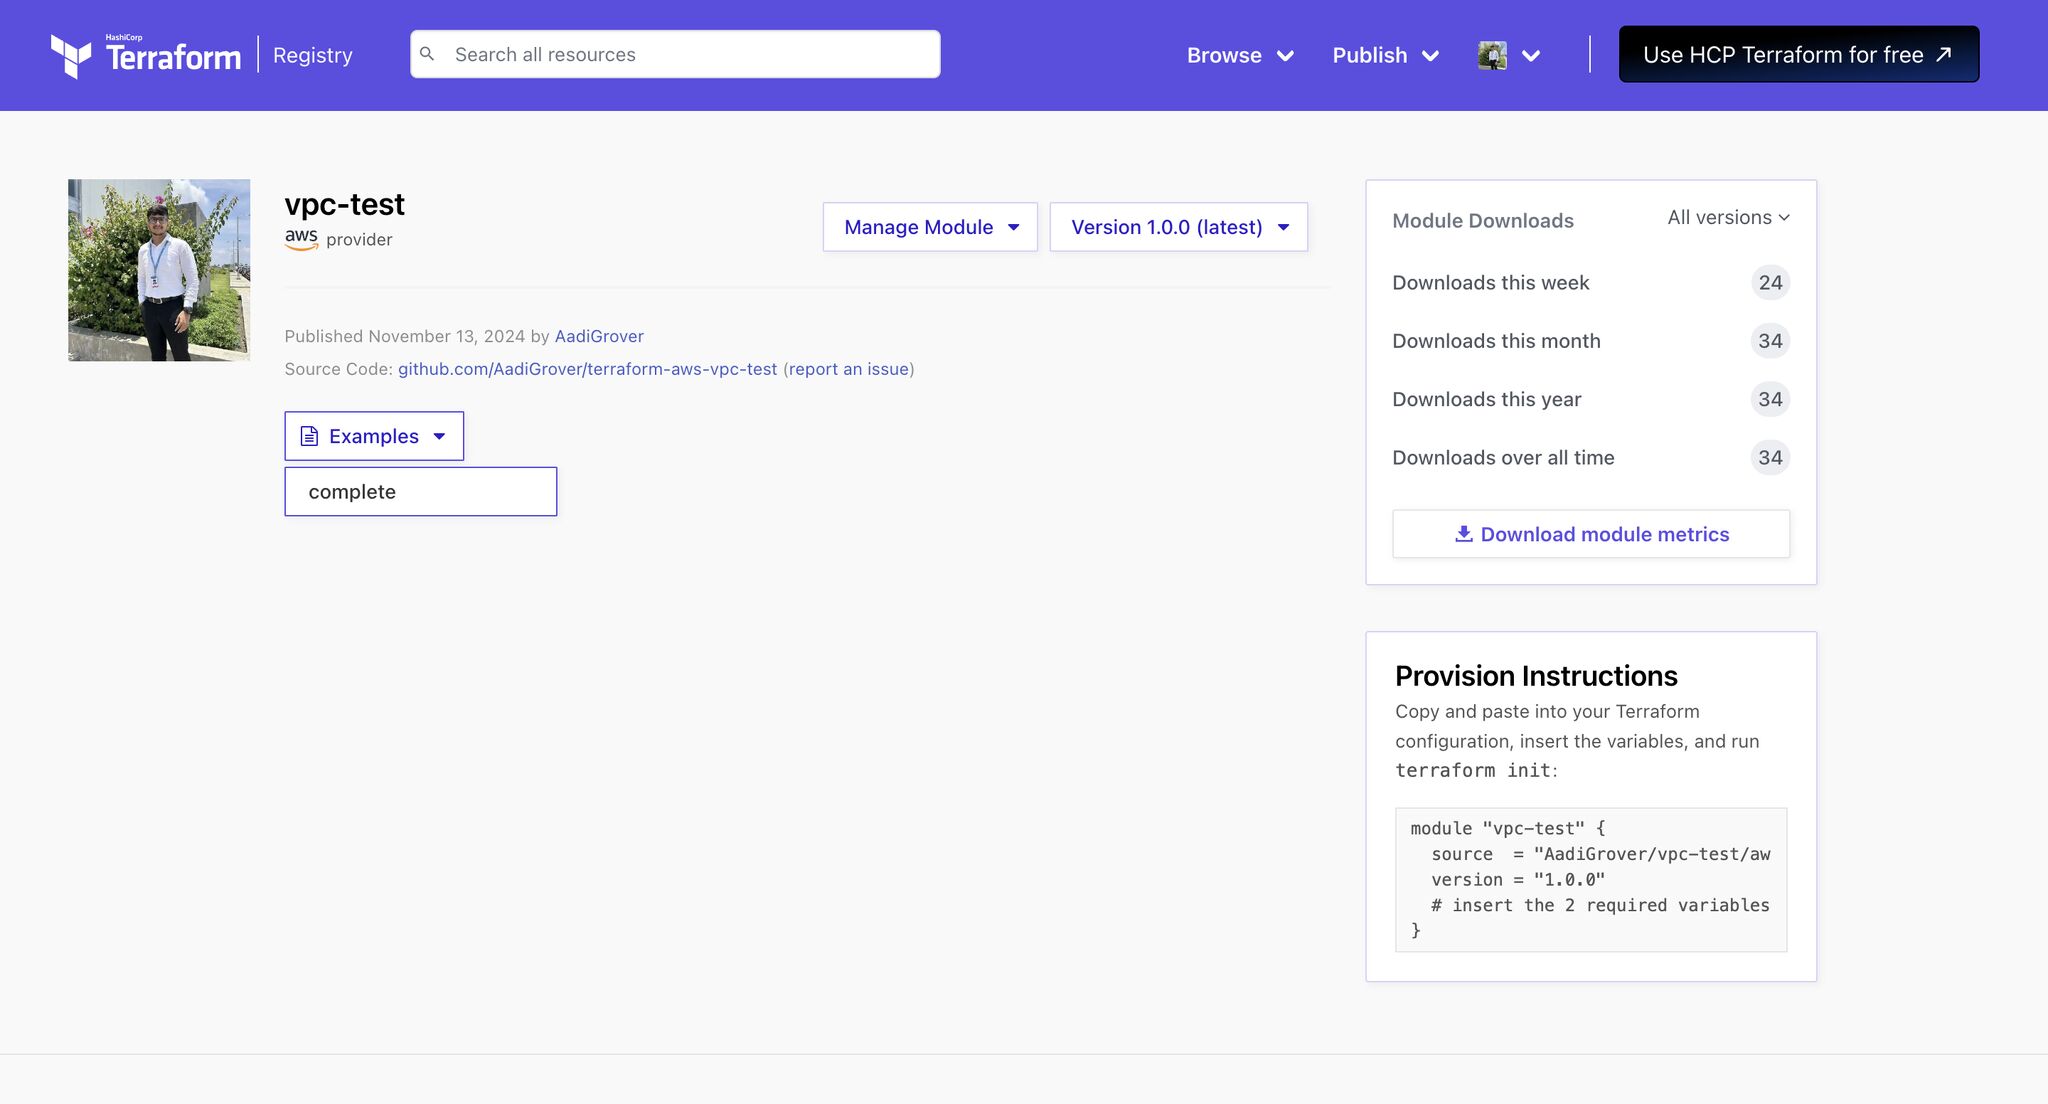 HashiCorp
Terraform
Registry
Search all resources
Browse
Publish
Use HCP Terraform for free
vpc-test
aws provider
Manage Module
Version 1.0.0 (latest)
Published November 13, 2024 by AadiGrover
Source Code: github.com/AadiGrover/terraform-aws-vpc-test (report an issue)
Examples
complete
Module Downloads
All versions
Downloads this week 24
Downloads this month 34
Downloads this year 34
Downloads over all time 34
Download module metrics
Provision Instructions
Copy and paste into your Terraform
configuration, insert the variables, and run
terraform init:
module "vpc-test" {
source = "AadiGrover/vpc-test/aw
version = "1.0.0"
# insert the 2 required variables
}